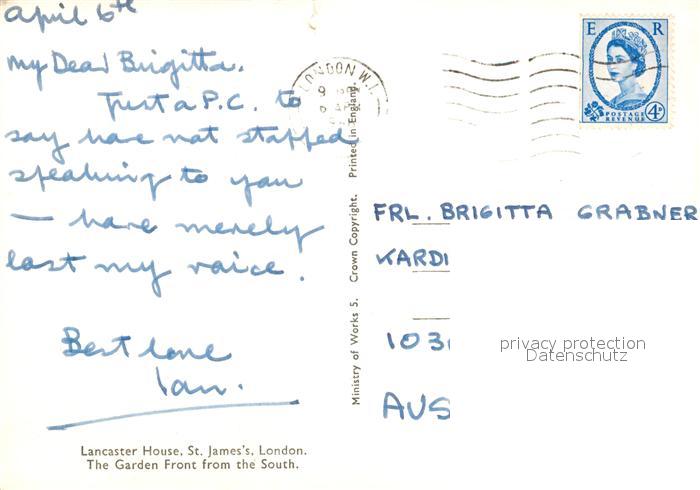 April 6th
My Dear Brigitta.
Just a P.C. to
say have not stopped
speaking to you
— have merely
lost my voice.
Best love
Ian.
Lancaster House, St. James's, London.
The Garden Front from the South.
Ministry of Works 5. Crown Copyright. Printed in England.
LONDON W.1
E R
POSTAGE
REVENUE
4D
FRL. BRIGITTA GRABNER
KARDI
103
AUS
privacy protection
Datenschutz